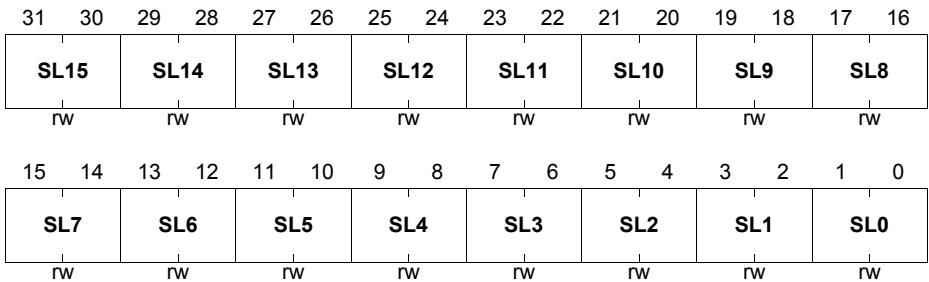 31 30 29 28 27 26 25 24 23 22 21 20 19 18 17 16
SL15 SL14 SL13 SL12 SL11 SL10 SL9 SL8
rw rw rw rw rw rw rw rw
15 14 13 12 11 10 9 8 7 6 5 4 3 2 1 0
SL7 SL6 SL5 SL4 SL3 SL2 SL1 SL0
rw rw rw rw rw rw rw rw